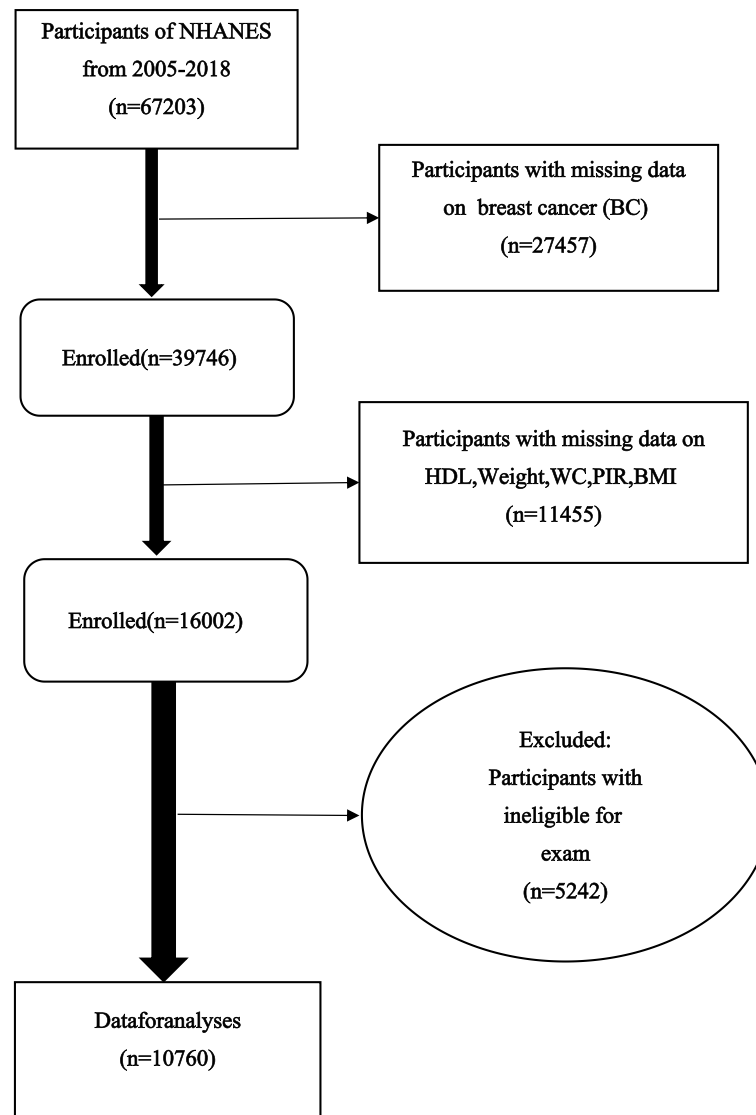 Participants of NHANES
from 2005-2018
(n=67203)
Participants with missing data
on breast cancer (BC)
(n=27457)
Enrolled(n=39746)
Participants with missing data on
HDL,Weight,WC,PIR,BMI
(n=11455)
Enrolled(n=16002)
Excluded:
Participants with
ineligible for
exam
(n=5242)
Dataforanalyses
(n=10760)